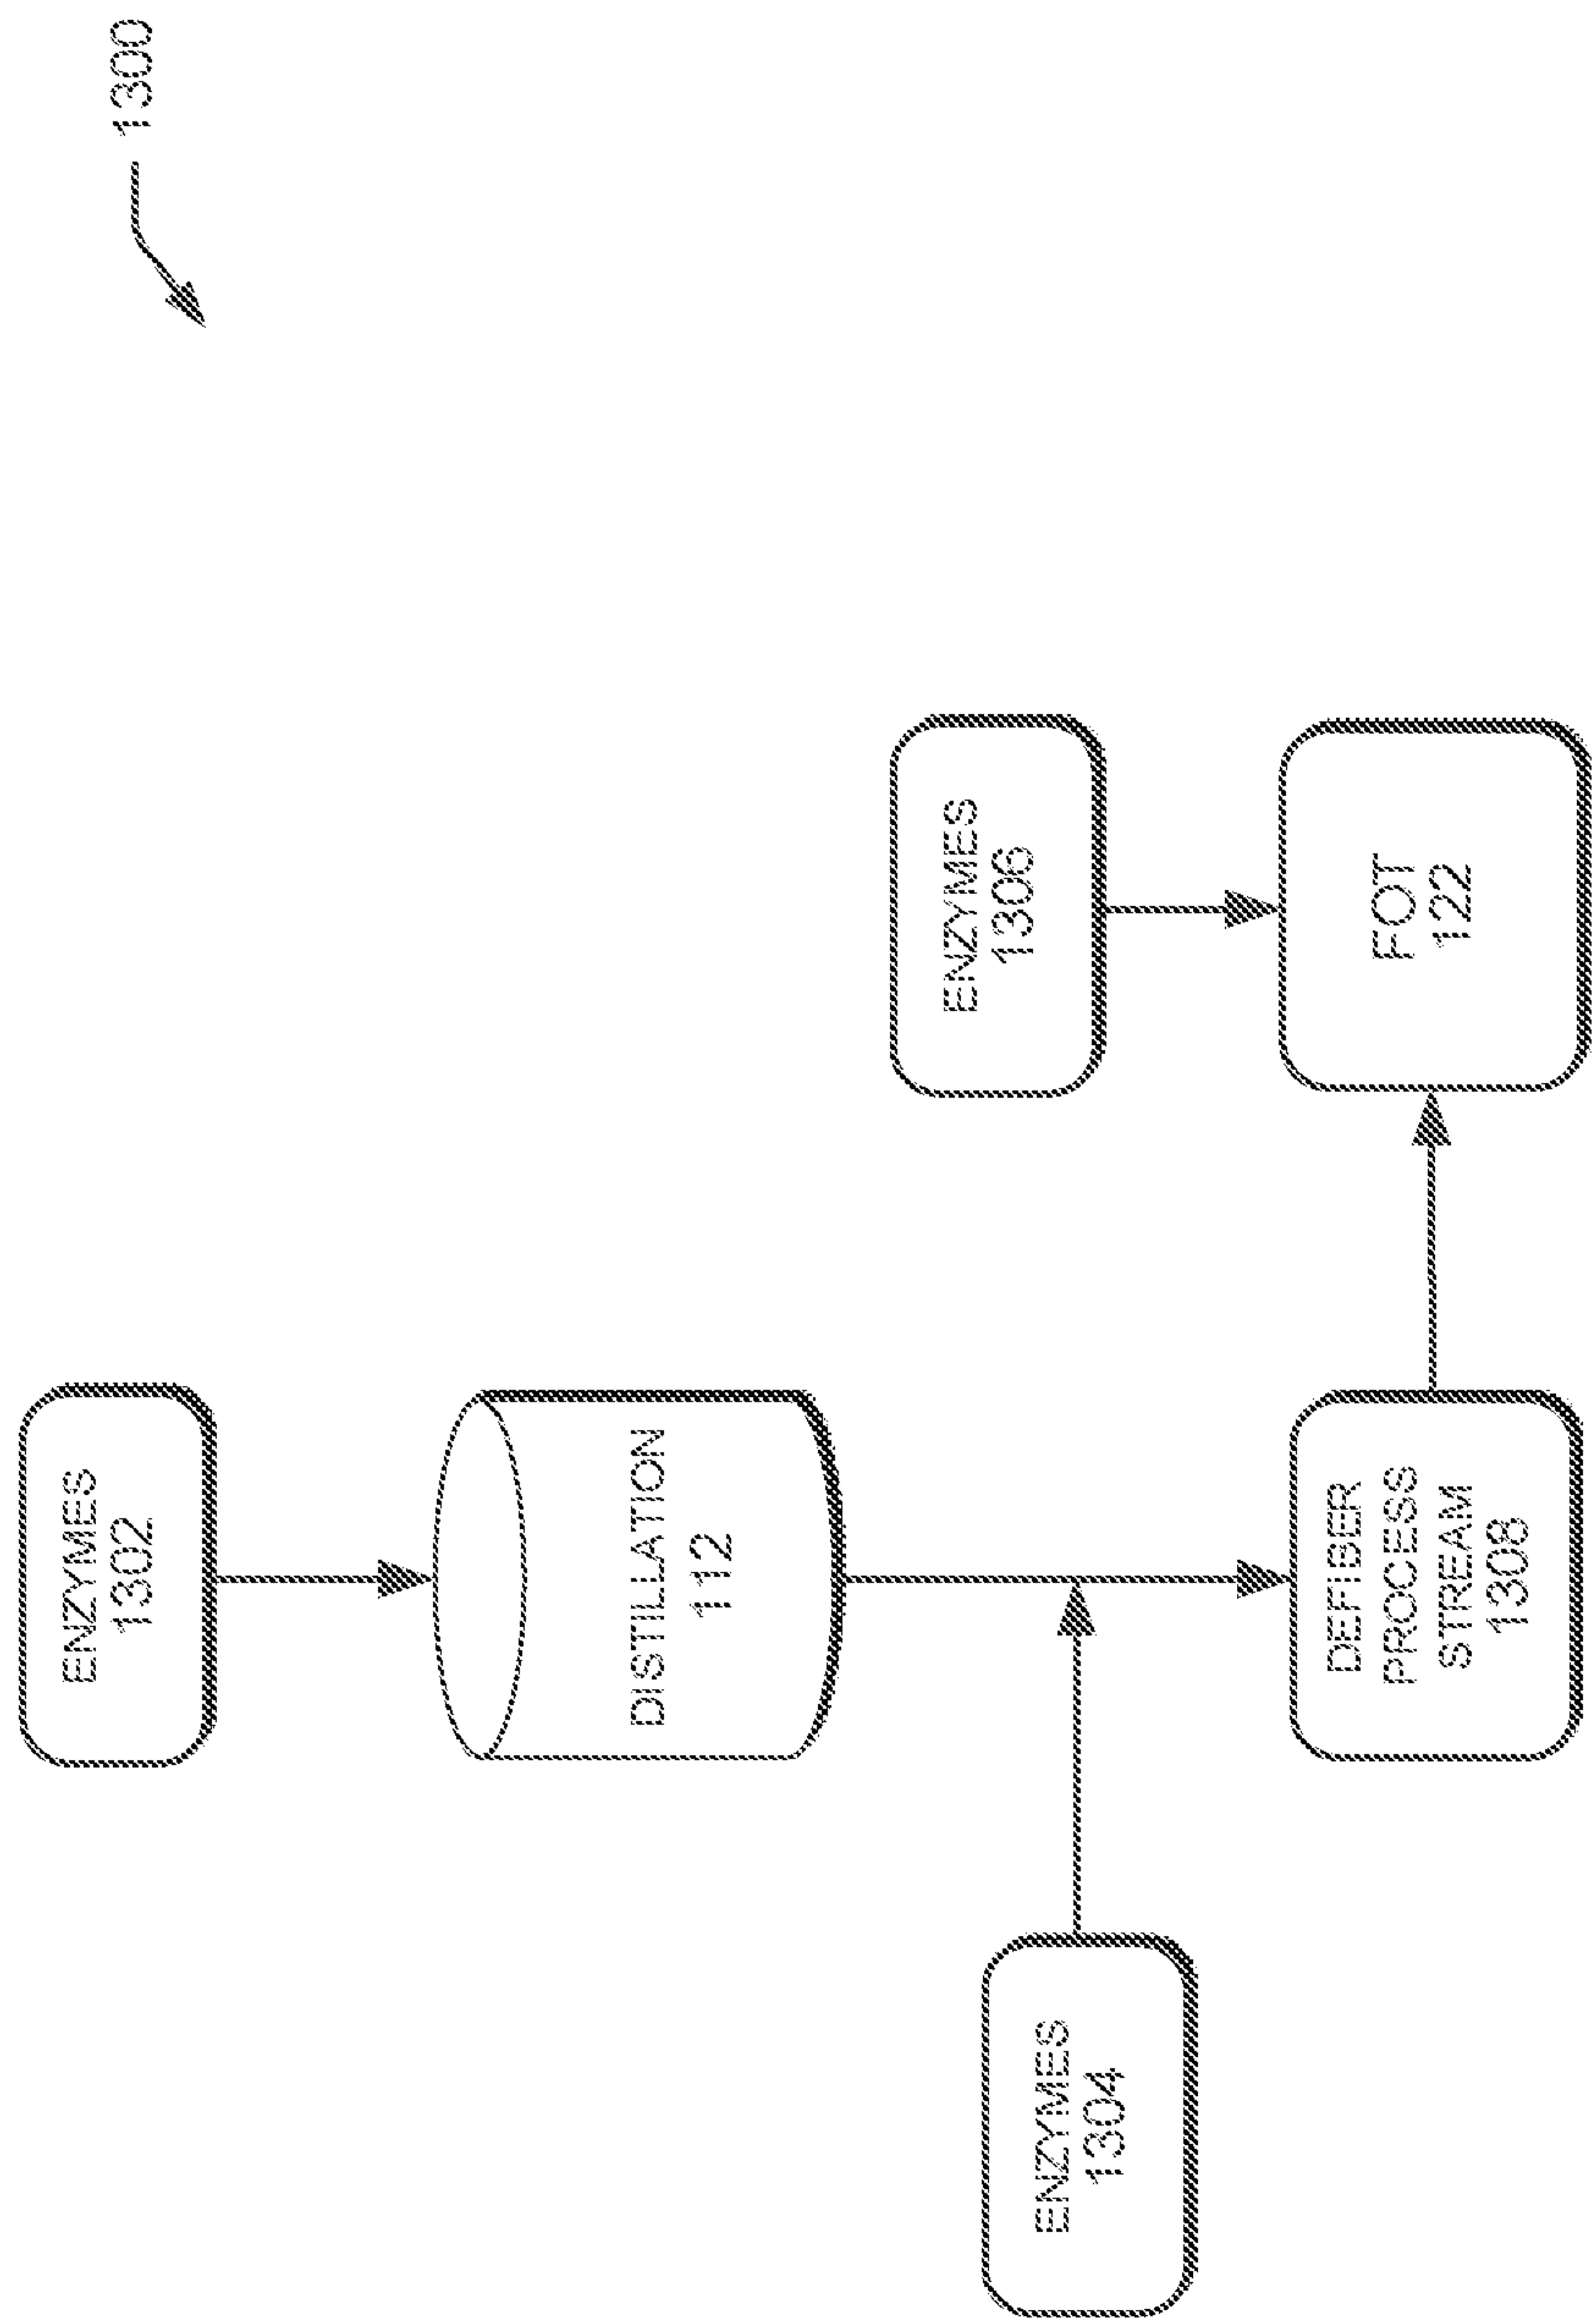 1300
ENZYMES
1302
DISTILLATION
112
ENZYMES
1304
ENZYMES
1306
DEFIBER
PROCESS
STREAM
1308
FOT
122